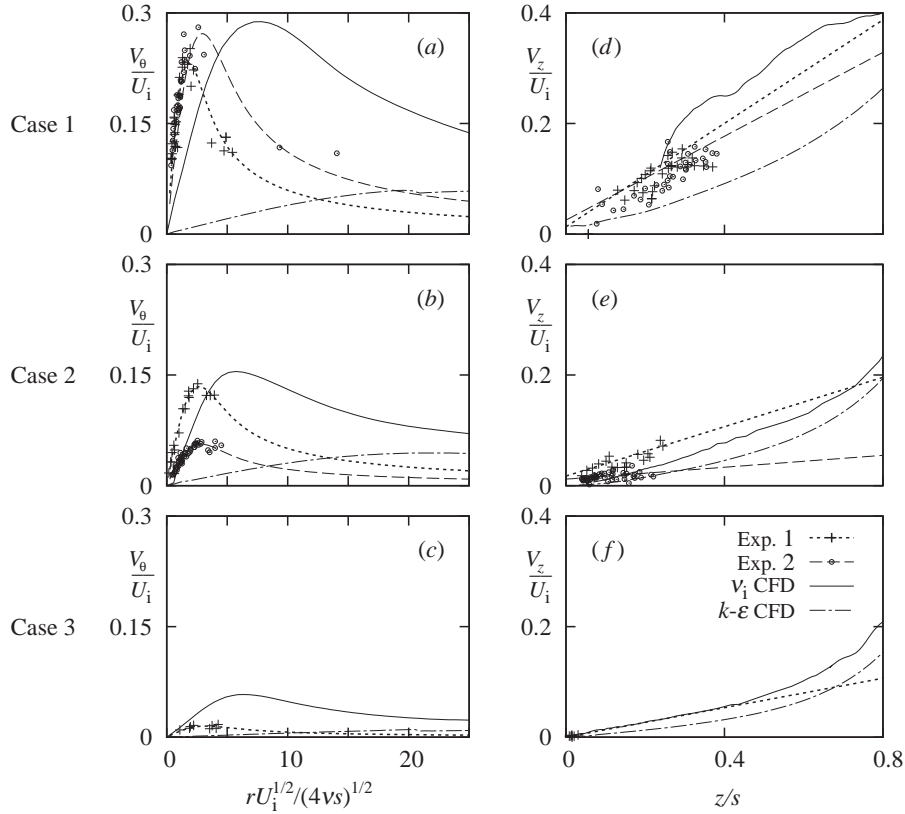 Case 1
0.3
0.15
0
V_θ
U_i
(a)
0.4
0.2
0
V_z
U_i
(d)
Case 2
0.3
0.15
0
V_θ
U_i
(b)
0.4
0.2
0
V_z
U_i
(e)
Case 3
0.3
0.15
0
V_θ
U_i
(c)
0 10 20
rU_i^{1/2}/(4νs)^{1/2}
0.4
0.2
0
V_z
U_i
(f)
Exp. 1
Exp. 2
ν_i CFD
k-ε CFD
0 0.4 0.8
z/s